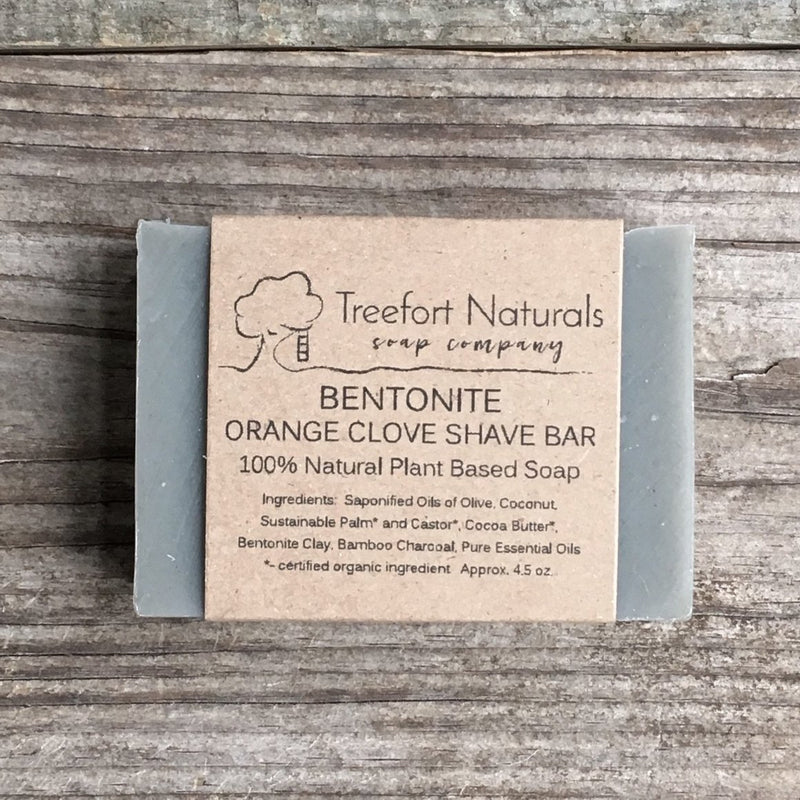 Treefort Naturals
soap company
BENTONITE
ORANGE CLOVE SHAVE BAR
100% Natural Plant Based Soap
Ingredients: Saponified Oils of Olive, Coconut,
Sustainable Palm* and Castor*, Cocoa Butter*,
Bentonite Clay, Bamboo Charcoal, Pure Essential Oils
*- certified organic ingredient Approx. 4.5 oz.